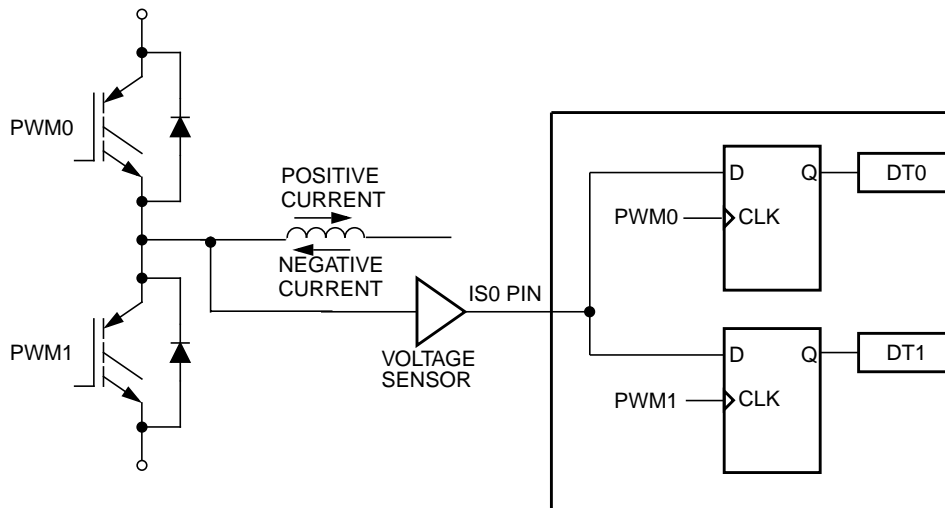 PWM0
POSITIVE
CURRENT
NEGATIVE
CURRENT
PWM1
VOLTAGE
SENSOR
IS0 PIN
D
Q
PWM0
CLK
DT0
D
Q
PWM1
CLK
DT1